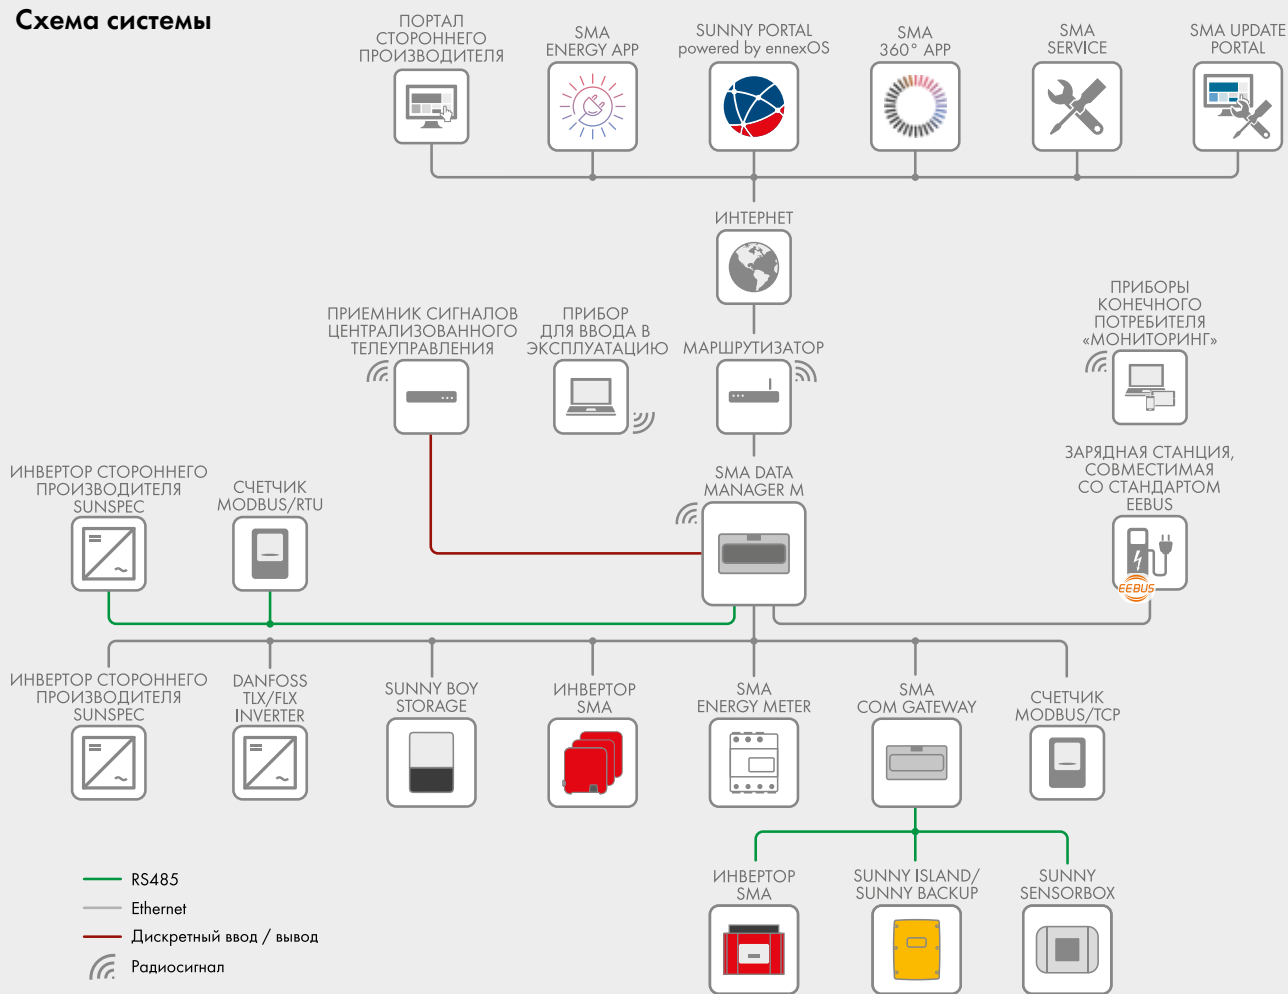 Схема системы
ПОРТАЛ
СТОРОННЕГО
ПРОИЗВОДИТЕЛЯ
SMA
ENERGY APP
SUNNY PORTAL
powered by ennexOS
SMA
360° APP
SMA
SERVICE
SMA UPDATE
PORTAL
ИНТЕРНЕТ
ПРИЕМНИК СИГНАЛОВ
ЦЕНТРАЛИЗОВАННОГО
ТЕЛЕУПРАВЛЕНИЯ
ПРИБОР
ДЛЯ ВВОДА В
ЭКСПЛУАТАЦИЮ
МАРШРУТИЗАТОР
ПРИБОРЫ
КОНЕЧНОГО
ПОТРЕБИТЕЛЯ
«МОНИТОРИНГ»
ИНВЕРТОР СТОРОННЕГО
ПРОИЗВОДИТЕЛЯ
SUNSPEC
СЧЕТЧИК
MODBUS/RTU
SMA DATA
MANAGER M
ЗАРЯДНАЯ СТАНЦИЯ,
СОВМЕСТИМАЯ
СО СТАНДАРТОМ
EEBUS
EEBUS
ИНВЕРТОР СТОРОННЕГО
ПРОИЗВОДИТЕЛЯ
SUNSPEC
DANFOSS
TLX/FLX
INVERTER
SUNNY BOY
STORAGE
ИНВЕРТОР
SMA
SMA
ENERGY METER
SMA
COM GATEWAY
СЧЕТЧИК
MODBUS/TCP
ИНВЕРТОР
SMA
SUNNY ISLAND/
SUNNY BACKUP
SUNNY
SENSORBOX
RS485
Ethernet
Дискретный ввод / вывод
Радиосигнал